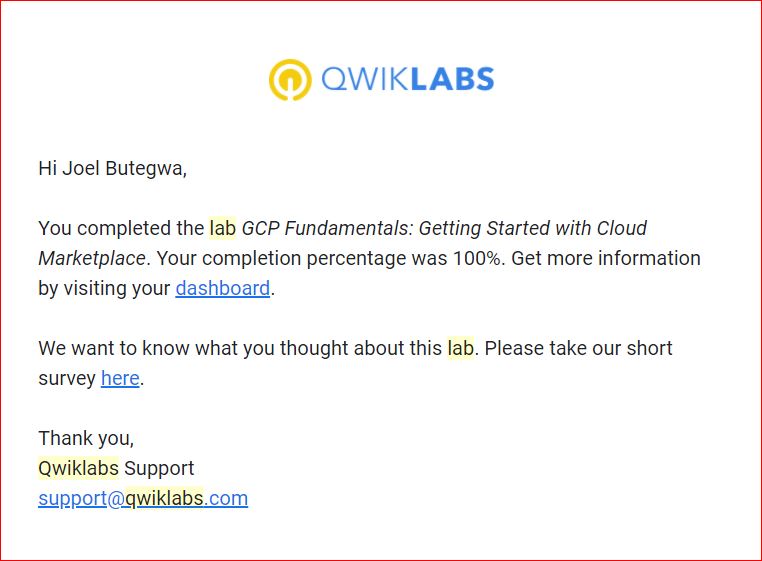 QWIKLABS
Hi Joel Butegwa,
You completed the lab GCP Fundamentals: Getting Started with Cloud
Marketplace. Your completion percentage was 100%. Get more information
by visiting your dashboard.
We want to know what you thought about this lab. Please take our short
survey here.
Thank you,
Qwiklabs Support
support@qwiklabs.com